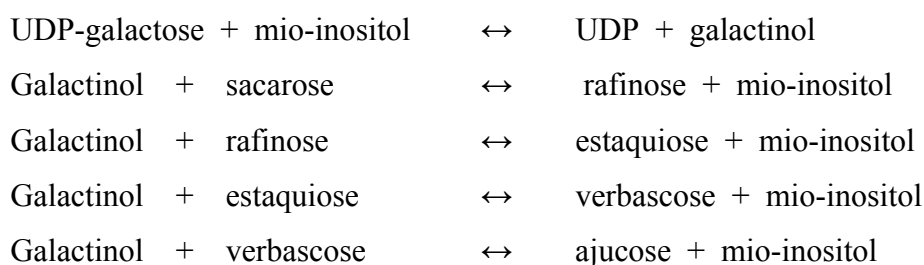 UDP-galactose + mio-inositol ↔ UDP + galactinol
Galactinol + sacarose ↔ rafinose + mio-inositol
Galactinol + rafinose ↔ estaquiose + mio-inositol
Galactinol + estaquiose ↔ verbascose + mio-inositol
Galactinol + verbascose ↔ ajucose + mio-inositol